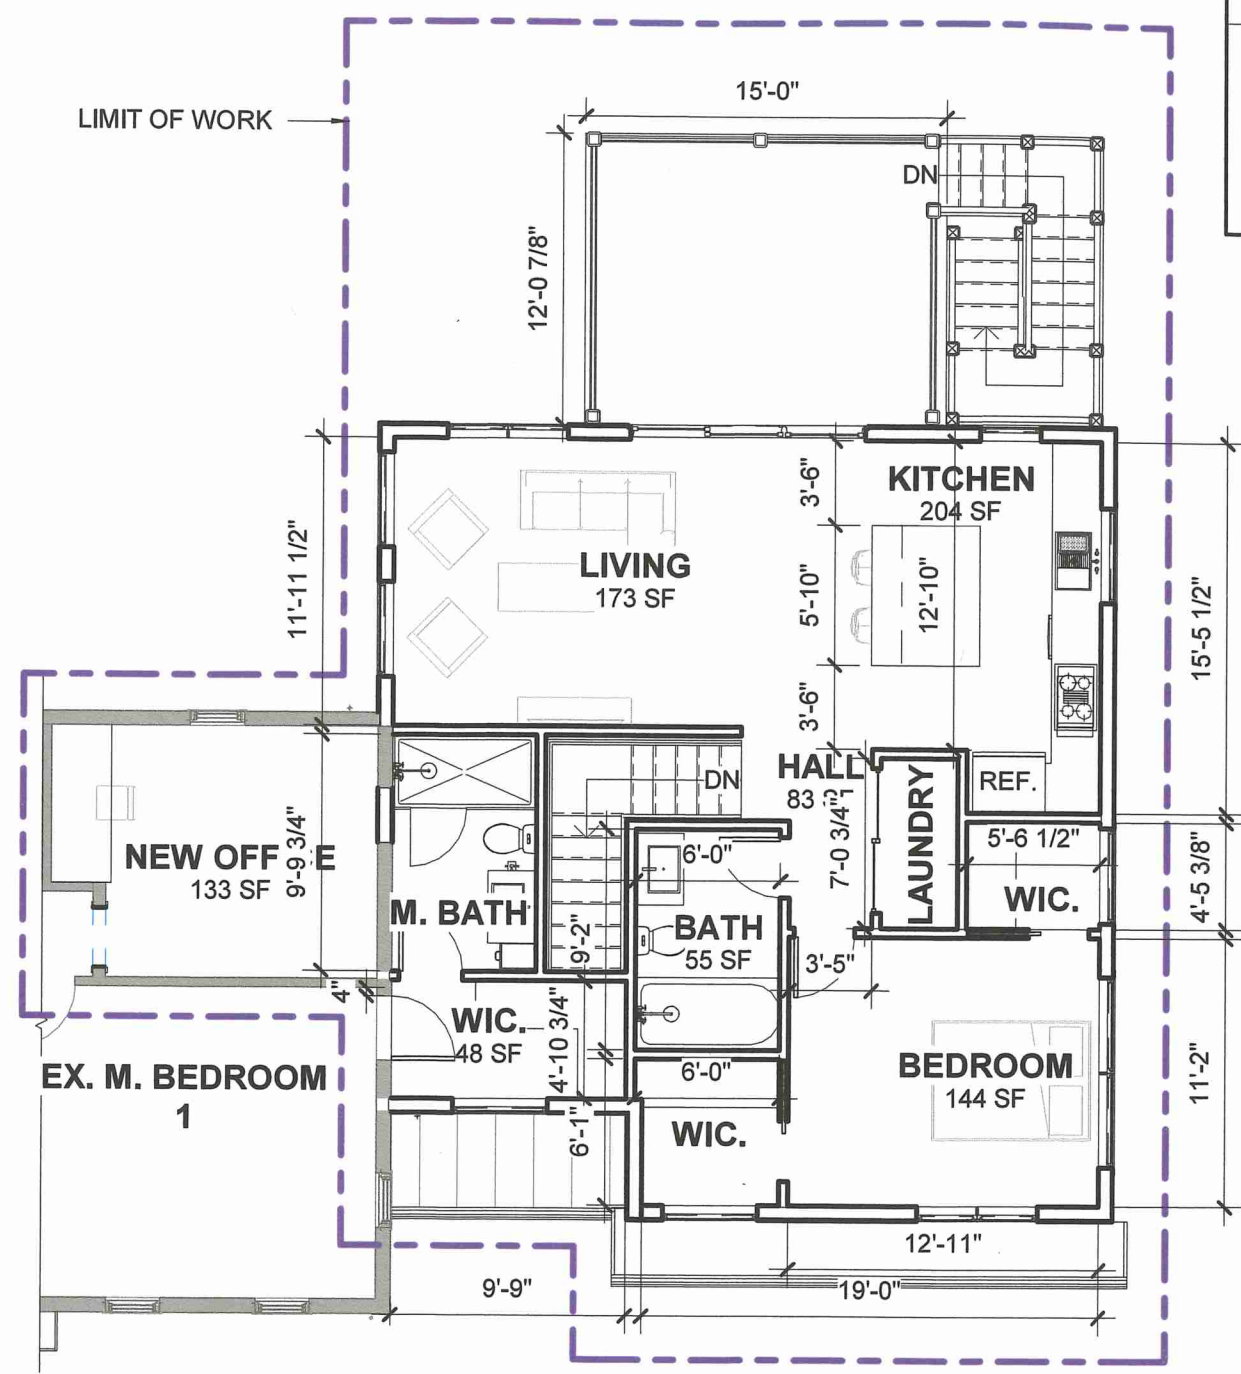 15'-0"
LIMIT OF WORK
DN
12'-0 7/8"
KITCHEN
204 SF
3'-6"
LIVING
173 SF
11'-11 1/2"
5'-10"
12'-10"
15'-5 1/2"
3'-6"
HALL
83
DN
REF.
LAUNDRY
7'-0 3/4"
5'-6 1/2"
WIC.
4'-5 3/8"
NEW OFF E
133 SF
9'-9 3/4"
6'-0"
M. BATH
BATH
55 SF
9'-2"
3'-5"
4"
WIC.
48 SF
4'-10 3/4"
EX. M. BEDROOM
1
6'-0"
BEDROOM
144 SF
11'-2"
WIC.
6'-1"
12'-11"
9'-9"
19'-0"